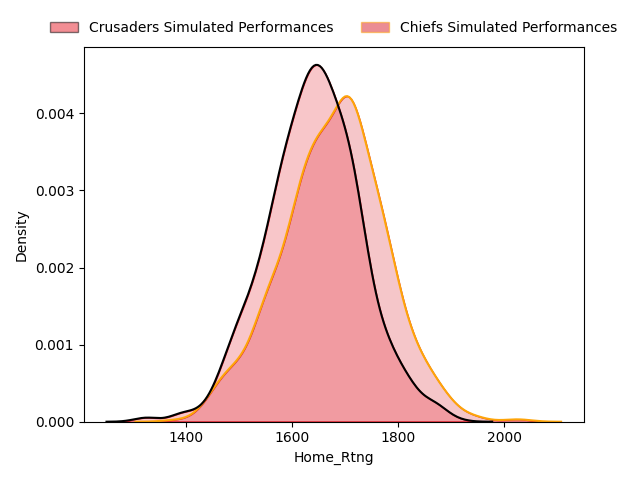 Crusaders Simulated Performances Chiefs Simulated Performances
Density
0.004
0.003
0.002
0.001
0.000
1400 1600 1800 2000
Home_Rtng